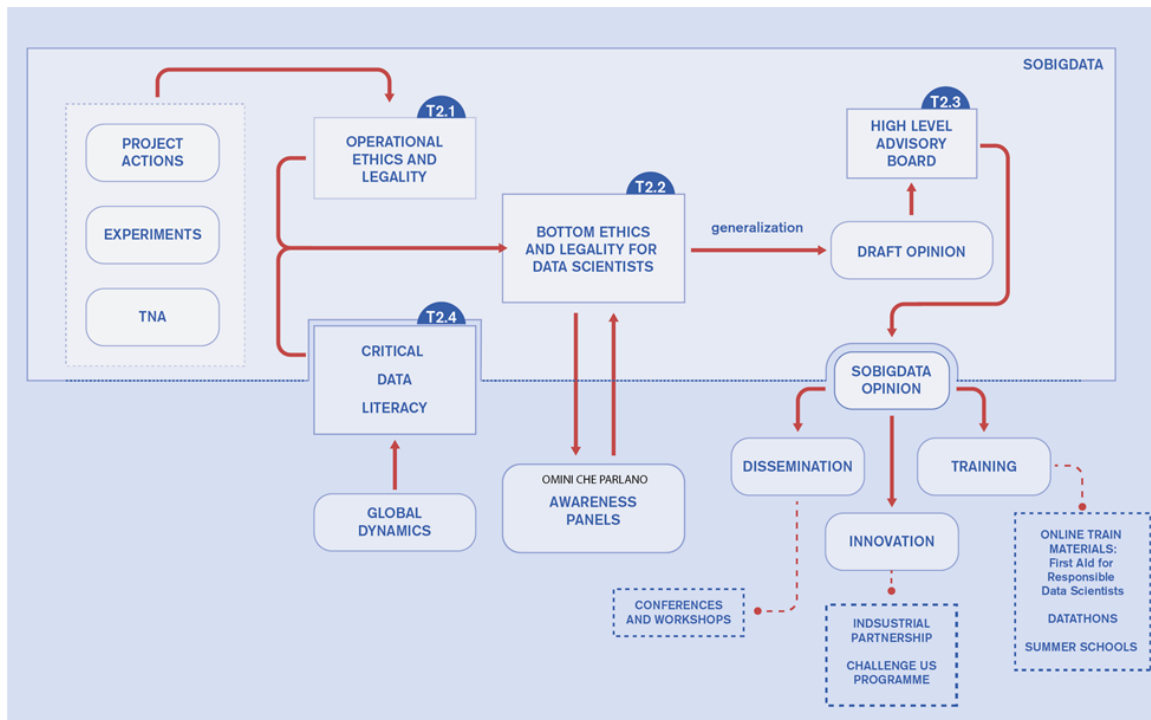 SOBIGDATA
PROJECT
ACTIONS
EXPERIMENTS
TNA
T2.1
OPERATIONAL
ETHICS AND
LEGALITY
T2.4
CRITICAL
DATA
LITERACY
GLOBAL
DYNAMICS
T2.2
BOTTOM ETHICS
AND LEGALITY FOR
DATA SCIENTISTS
OMINI CHE PARLANO
AWARENESS
PANELS
generalization
T2.3
HIGH LEVEL
ADVISORY
BOARD
DRAFT OPINION
SOBIGDATA
OPINION
DISSEMINATION
INNOVATION
TRAINING
CONFERENCES
AND WORKSHOPS
INDSUSTRIAL
PARTNERSHIP
CHALLENGE US
PROGRAMME
ONLINE TRAIN
MATERIALS:
First AId for
Responsible
Data Scientists
DATATHONS
SUMMER SCHOOLS